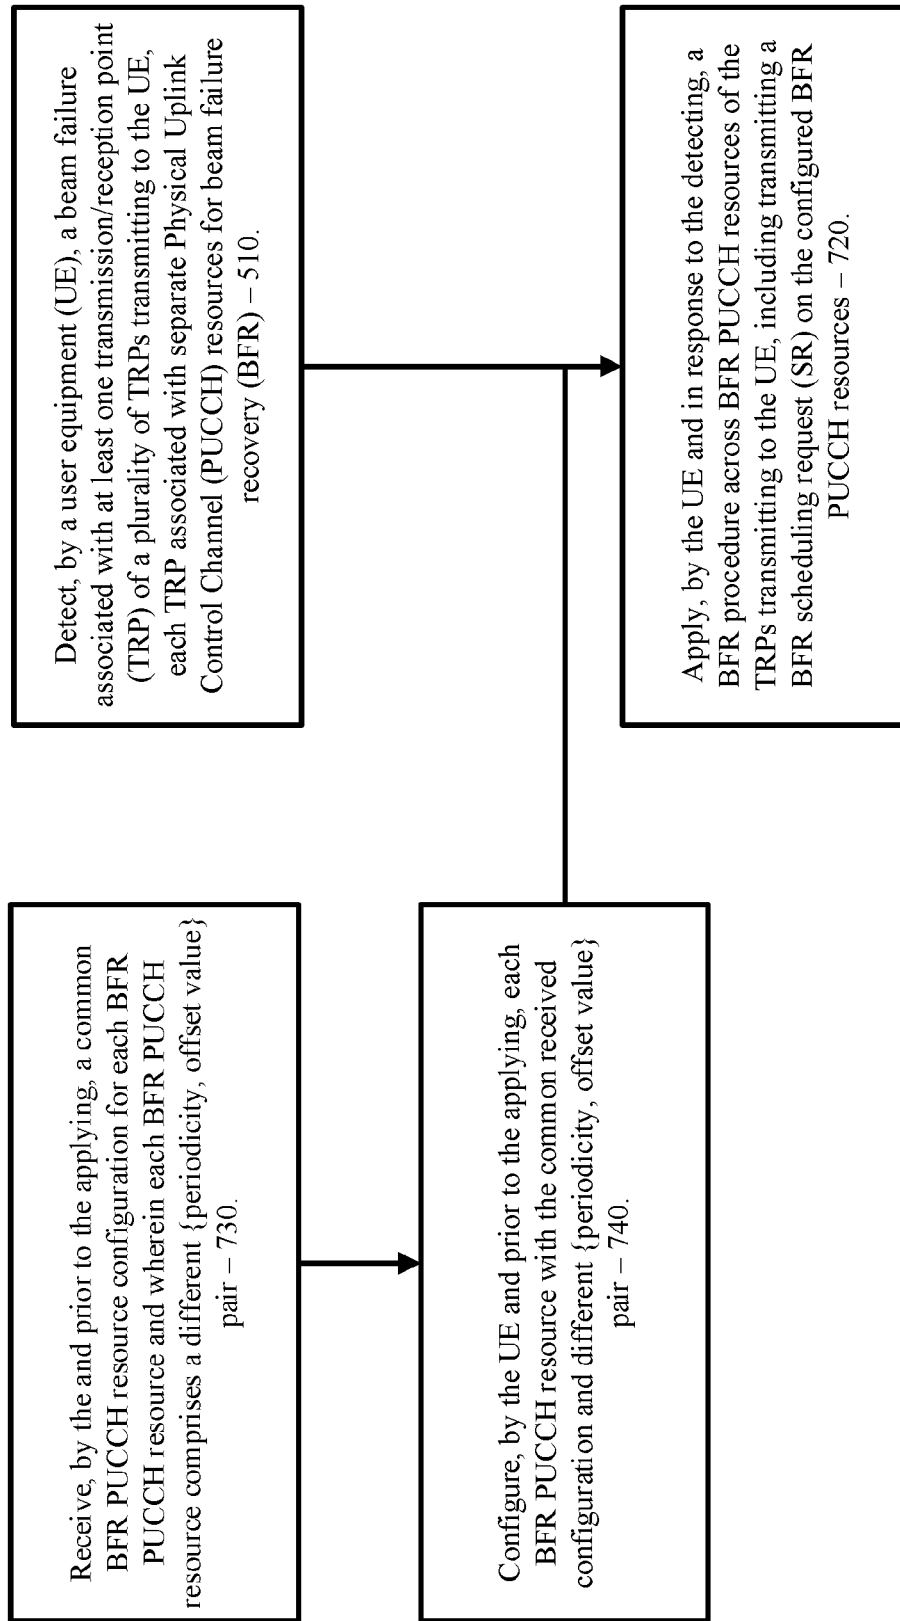 Detect, by a user equipment (UE), a beam failure
associated with at least one transmission/reception point
(TRP) of a plurality of TRPs transmitting to the UE,
each TRP associated with separate Physical Uplink
Control Channel (PUCCH) resources for beam failure
recovery (BFR) – 510.
Apply, by the UE and in response to the detecting, a
BFR procedure across BFR PUCCH resources of the
TRPs transmitting to the UE, including transmitting a
BFR scheduling request (SR) on the configured BFR
PUCCH resources – 720.
Receive, by the and prior to the applying, a common
BFR PUCCH resource configuration for each BFR
PUCCH resource and wherein each BFR PUCCH
resource comprises a different {periodicity, offset value}
pair – 730.
Configure, by the UE and prior to the applying, each
BFR PUCCH resource with the common received
configuration and different {periodicity, offset value}
pair – 740.